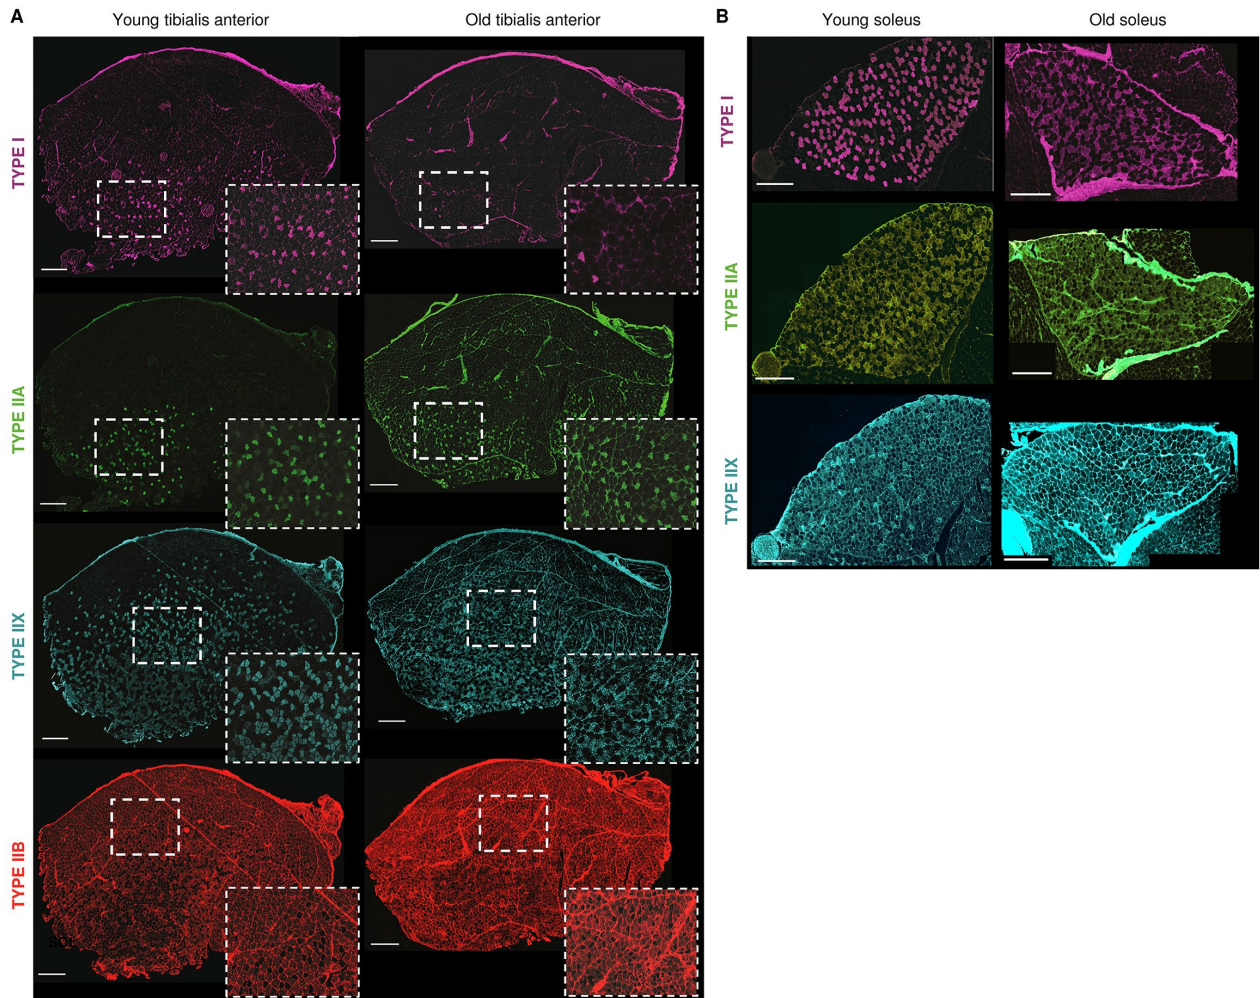 A
Young tibialis anterior
Old tibialis anterior
TYPE I
TYPE IIA
TYPE IIX
TYPE IIB
SOL
B
Young soleus
Old soleus
TYPE I
TYPE IIA
TYPE IIX